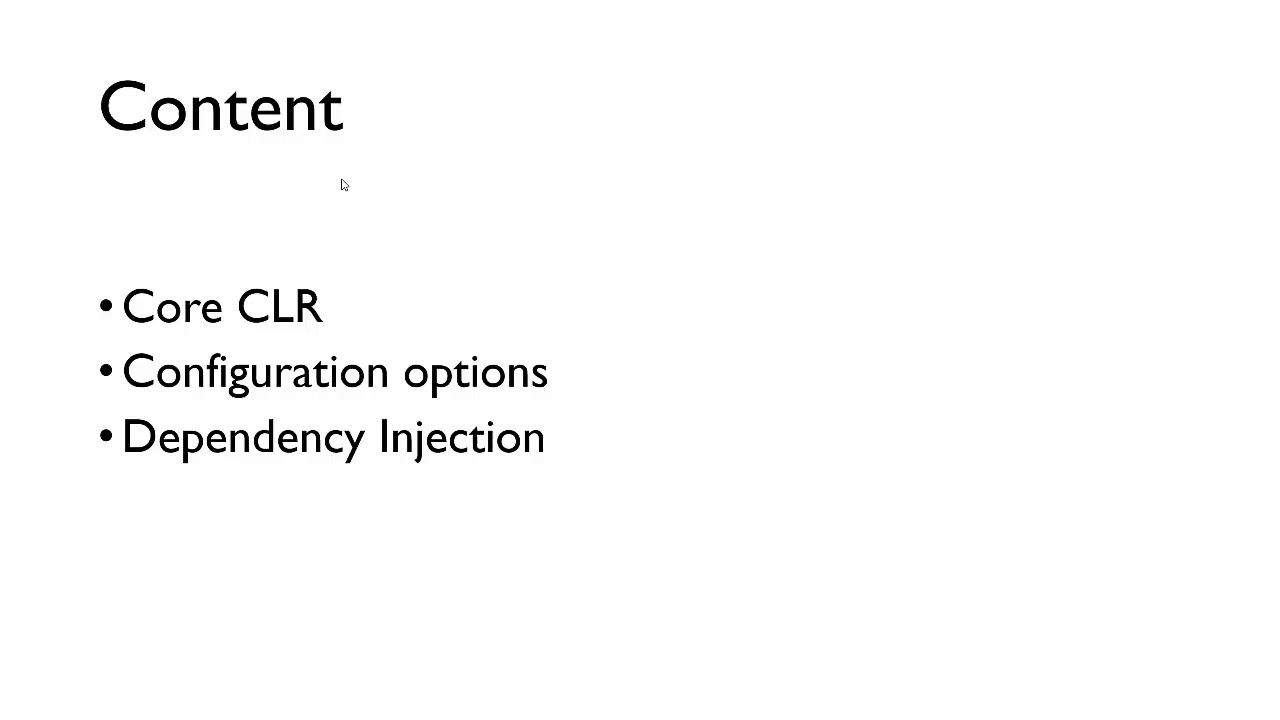 Content
• Core CLR
• Configuration options
• Dependency Injection